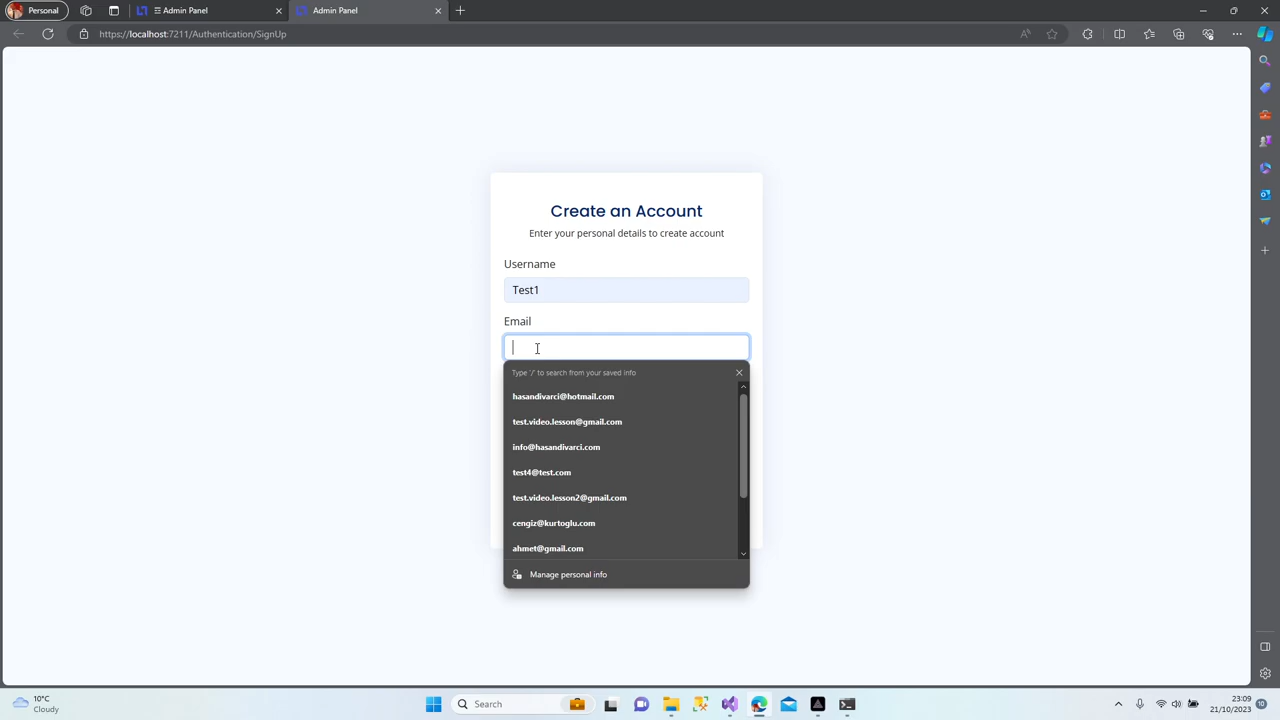 Personal
Admin Panel
Admin Panel
https://localhost:7211/Authentication/SignUp
Create an Account
Enter your personal details to create account
Username
Test1
Email
Type '/' to search from your saved info
hasandivarci@hotmail.com
test.video.lesson@gmail.com
info@hasandivarci.com
test4@test.com
test.video.lesson2@gmail.com
cengiz@kurtoglu.com
ahmet@gmail.com
Manage personal info
10°C
Cloudy
Search
23:09
21/10/2023